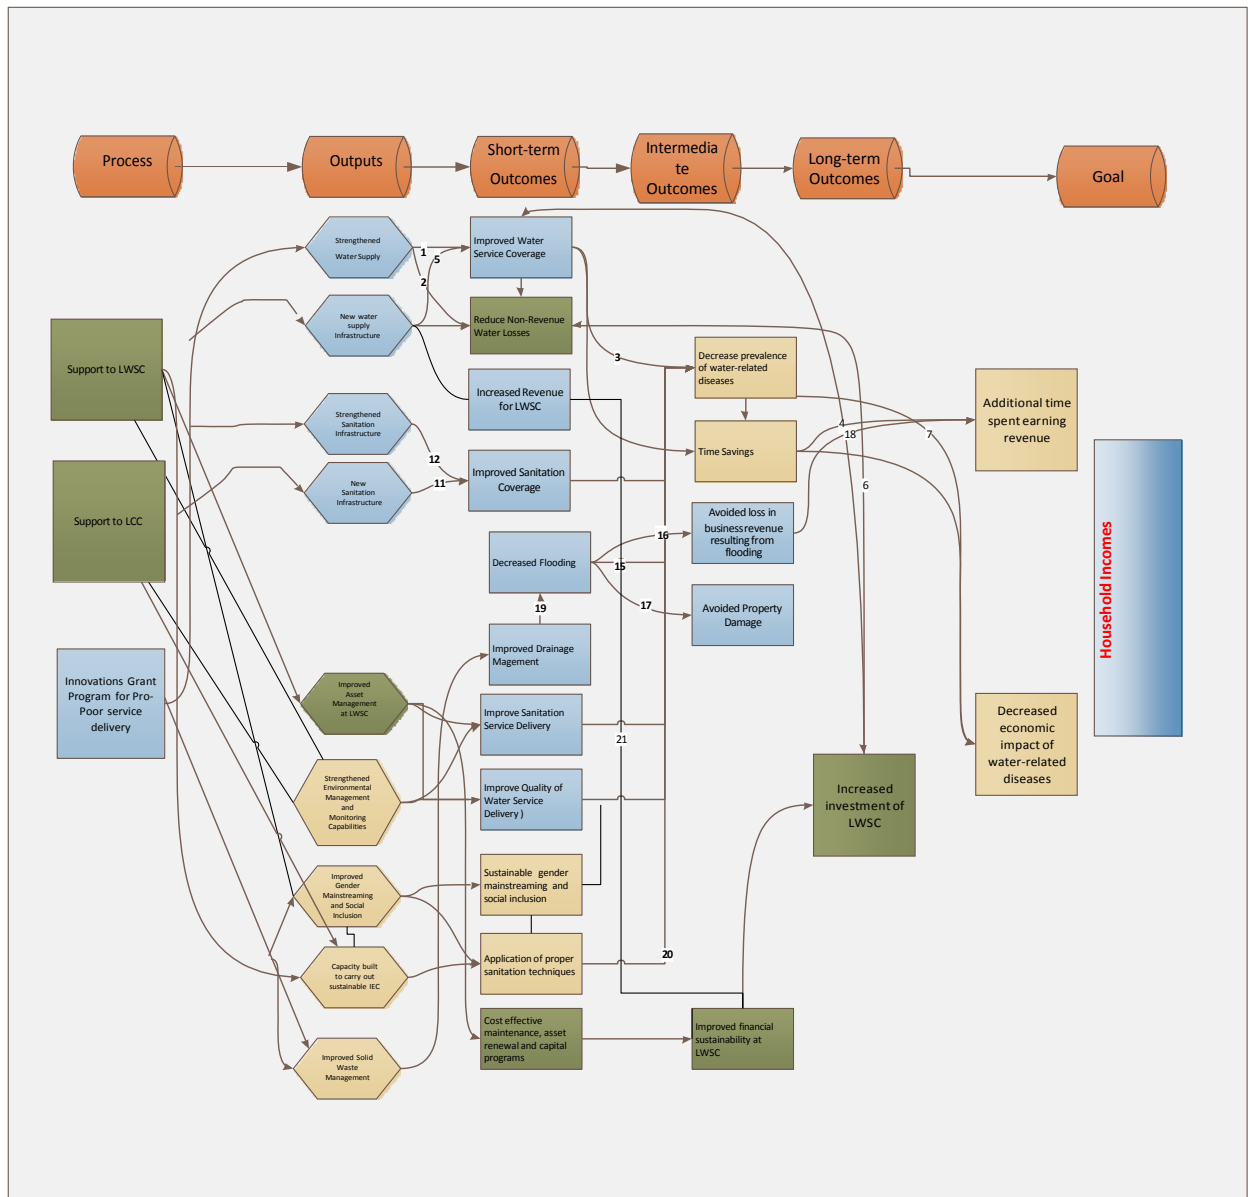 Process
Outputs
Short-term
Outcomes
Intermedia
te
Outcomes
Long-term
Outcomes
Goal
Strengthened
Water Supply
1
5
2
Improved Water
Service Coverage
New water
supply
Infrastructure
Reduce Non-Revenue
Water Losses
Support to LWSC
3
Decrease prevalence
of water-related
diseases
Increased Revenue
for LWSC
Additional time
spent earning
revenue
Strengthened
Sanitation
Infrastructure
4
18
7
Time Savings
12
Improved Sanitation
Coverage
11
New
Sanitation
Infrastructure
6
Support to LCC
Decreased Flooding
16
15
17
Avoided loss in
business revenue
resulting from
flooding
Avoided Property
Damage
19
Household Incomes
Improved Drainage
Magement
Innovations Grant
Program for Pro-
Poor service
delivery
Improved
Asset
Management
at LWSC
Improve Sanitation
Service Delivery
21
Decreased
economic
impact of
water-related
diseases
Strengthened
Environmental
Management
and
Monitoring
Capabilities
Improve Quality of
Water Service
Delivery )
Increased
investment of
LWSC
Improved
Gender
Mainstreaming
and Social
Inclusion
Sustainable gender
mainstreaming and
social inclusion
Capacity built
to carry out
sustainable IEC
Application of proper
sanitation techniques
20
Cost effective
maintenance, asset
renewal and capital
programs
Improved financial
sustainability at
LWSC
Improved Solid
Waste
Management